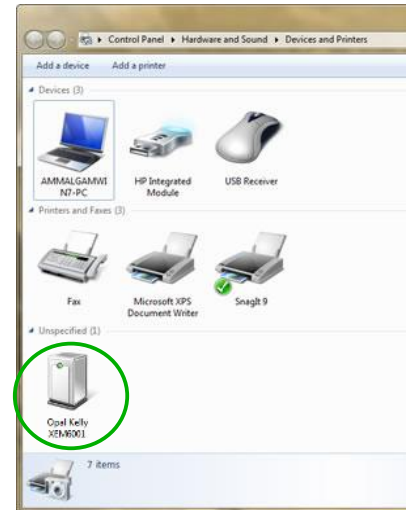 Control Panel ▸ Hardware and Sound ▸ Devices and Printers
Add a device Add a printer
Devices (3)
AMMALGAMWI
N7-PC
HP Integrated
Module
USB Receiver
Printers and Faxes (3)
Fax
Microsoft XPS
Document Writer
SnagIt 9
Unspecified (1)
Opal Kelly
XEM6001
7 items